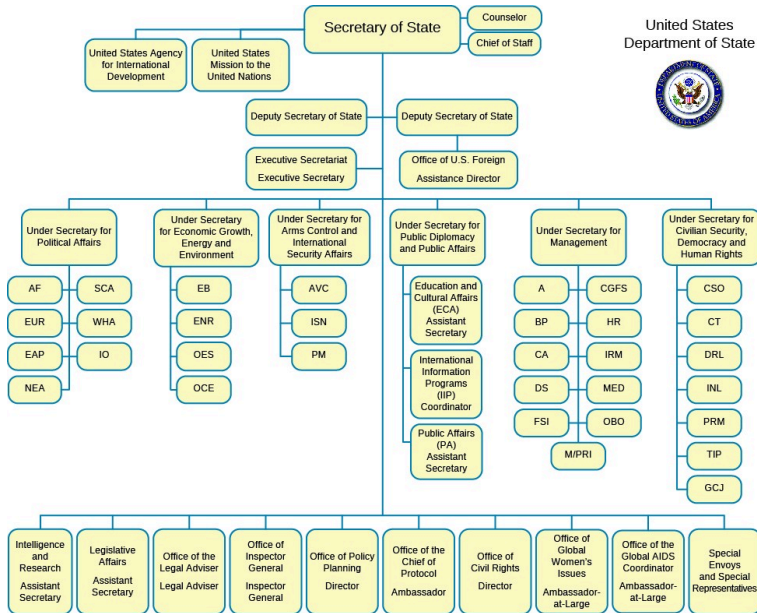 Secretary of State
Counselor
Chief of Staff
United States
Department of State
United States Agency
for International
Development
United States
Mission to the
United Nations
Deputy Secretary of State
Deputy Secretary of State
Executive Secretariat
Executive Secretary
Office of U.S. Foreign
Assistance Director
Under Secretary for
Political Affairs
Under Secretary
for Economic Growth,
Energy and
Environment
Under Secretary for
Arms Control and
International
Security Affairs
Under Secretary for
Public Diplomacy
and Public Affairs
Under Secretary for
Management
Under Secretary for
Civilian Security,
Democracy and
Human Rights
AF
SCA
EUR
WHA
EAP
IO
NEA
EB
ENR
OES
OCE
AVC
ISN
PM
Education and
Cultural Affairs
(ECA)
Assistant
Secretary
International
Information
Programs
(IIP)
Coordinator
Public Affairs
(PA)
Assistant
Secretary
A
CGFS
BP
HR
CA
IRM
DS
MED
FSI
OBO
M/PRI
CSO
CT
DRL
INL
PRM
TIP
GCJ
Intelligence
and
Research
Assistant
Secretary
Legislative
Affairs
Assistant
Secretary
Office of the
Legal Adviser
Legal Adviser
Office of
Inspector
General
Inspector
General
Office of Policy
Planning
Director
Office of the
Chief of
Protocol
Ambassador
Office of
Civil Rights
Director
Office of
Global
Women's
Issues
Ambassador-
at-Large
Office of
the Global AIDS
Coordinator
Ambassador-
at-Large
Special
Envoys and
Special
Representatives